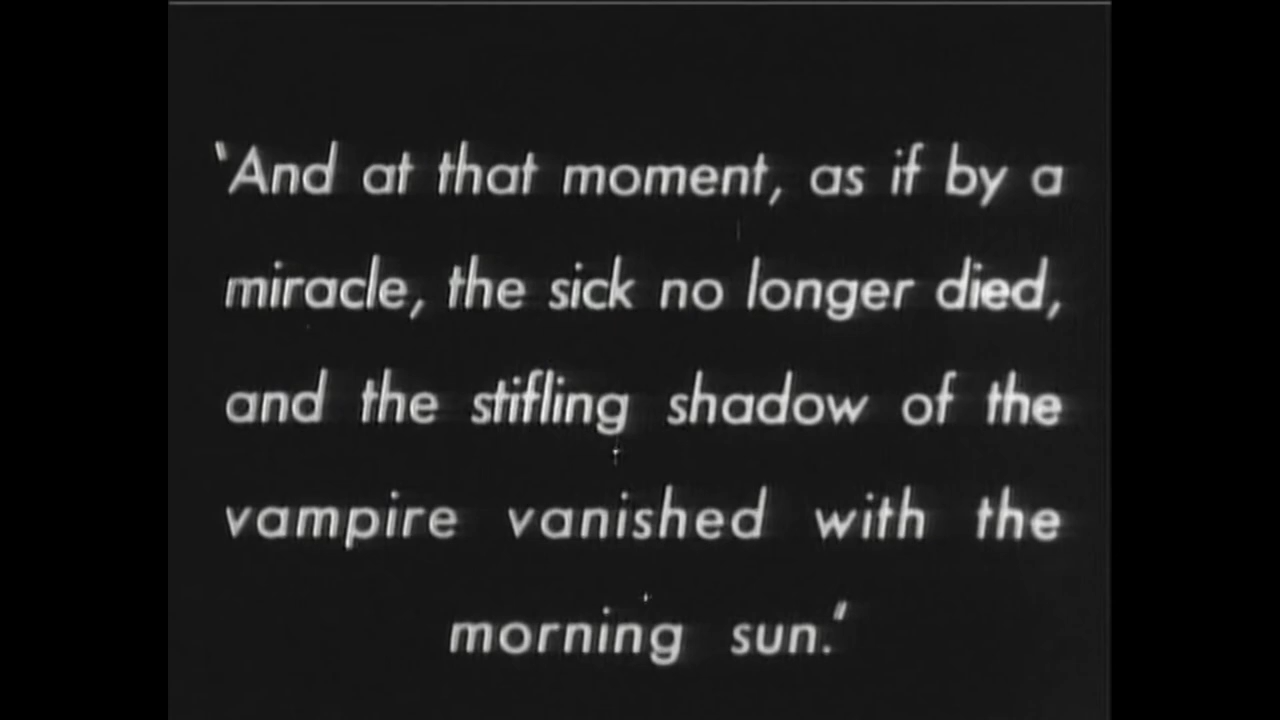 'And at that moment, as if by a
miracle, the sick no longer died,
and the stifling shadow of the
vampire vanished with the
morning sun.'